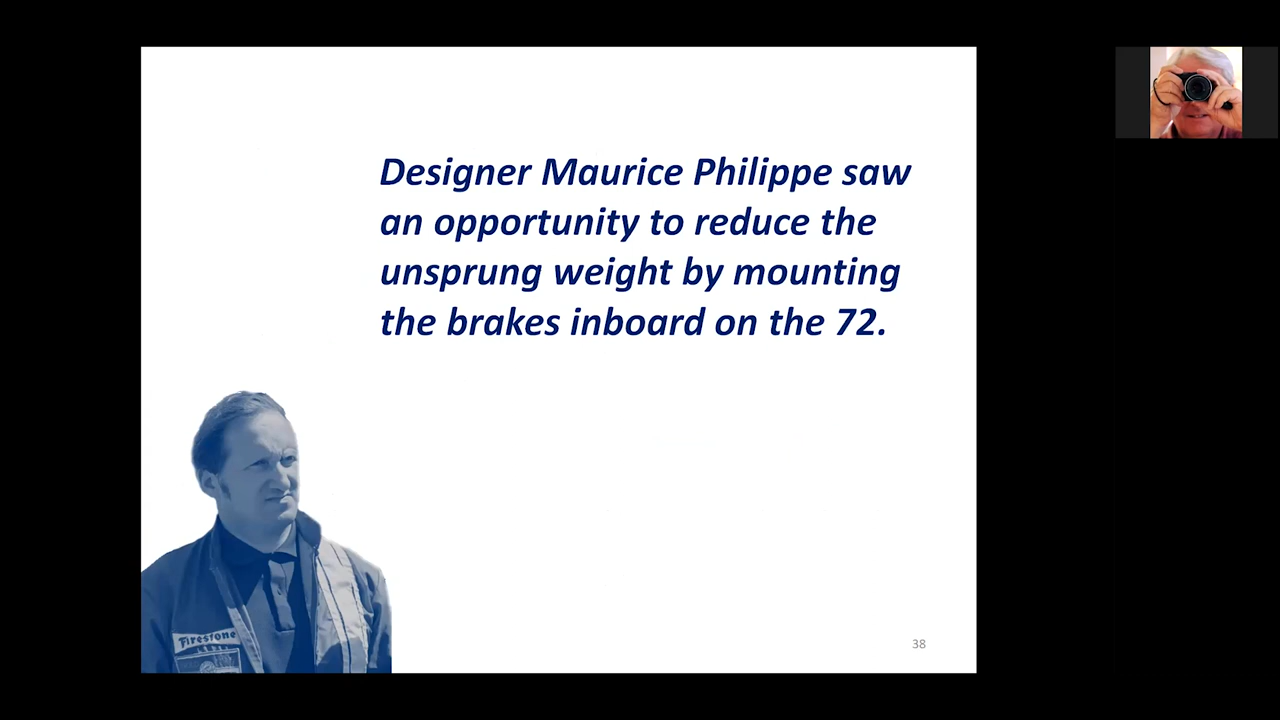 Designer Maurice Philippe saw
an opportunity to reduce the
unsprung weight by mounting
the brakes inboard on the 72.
Firestone
38